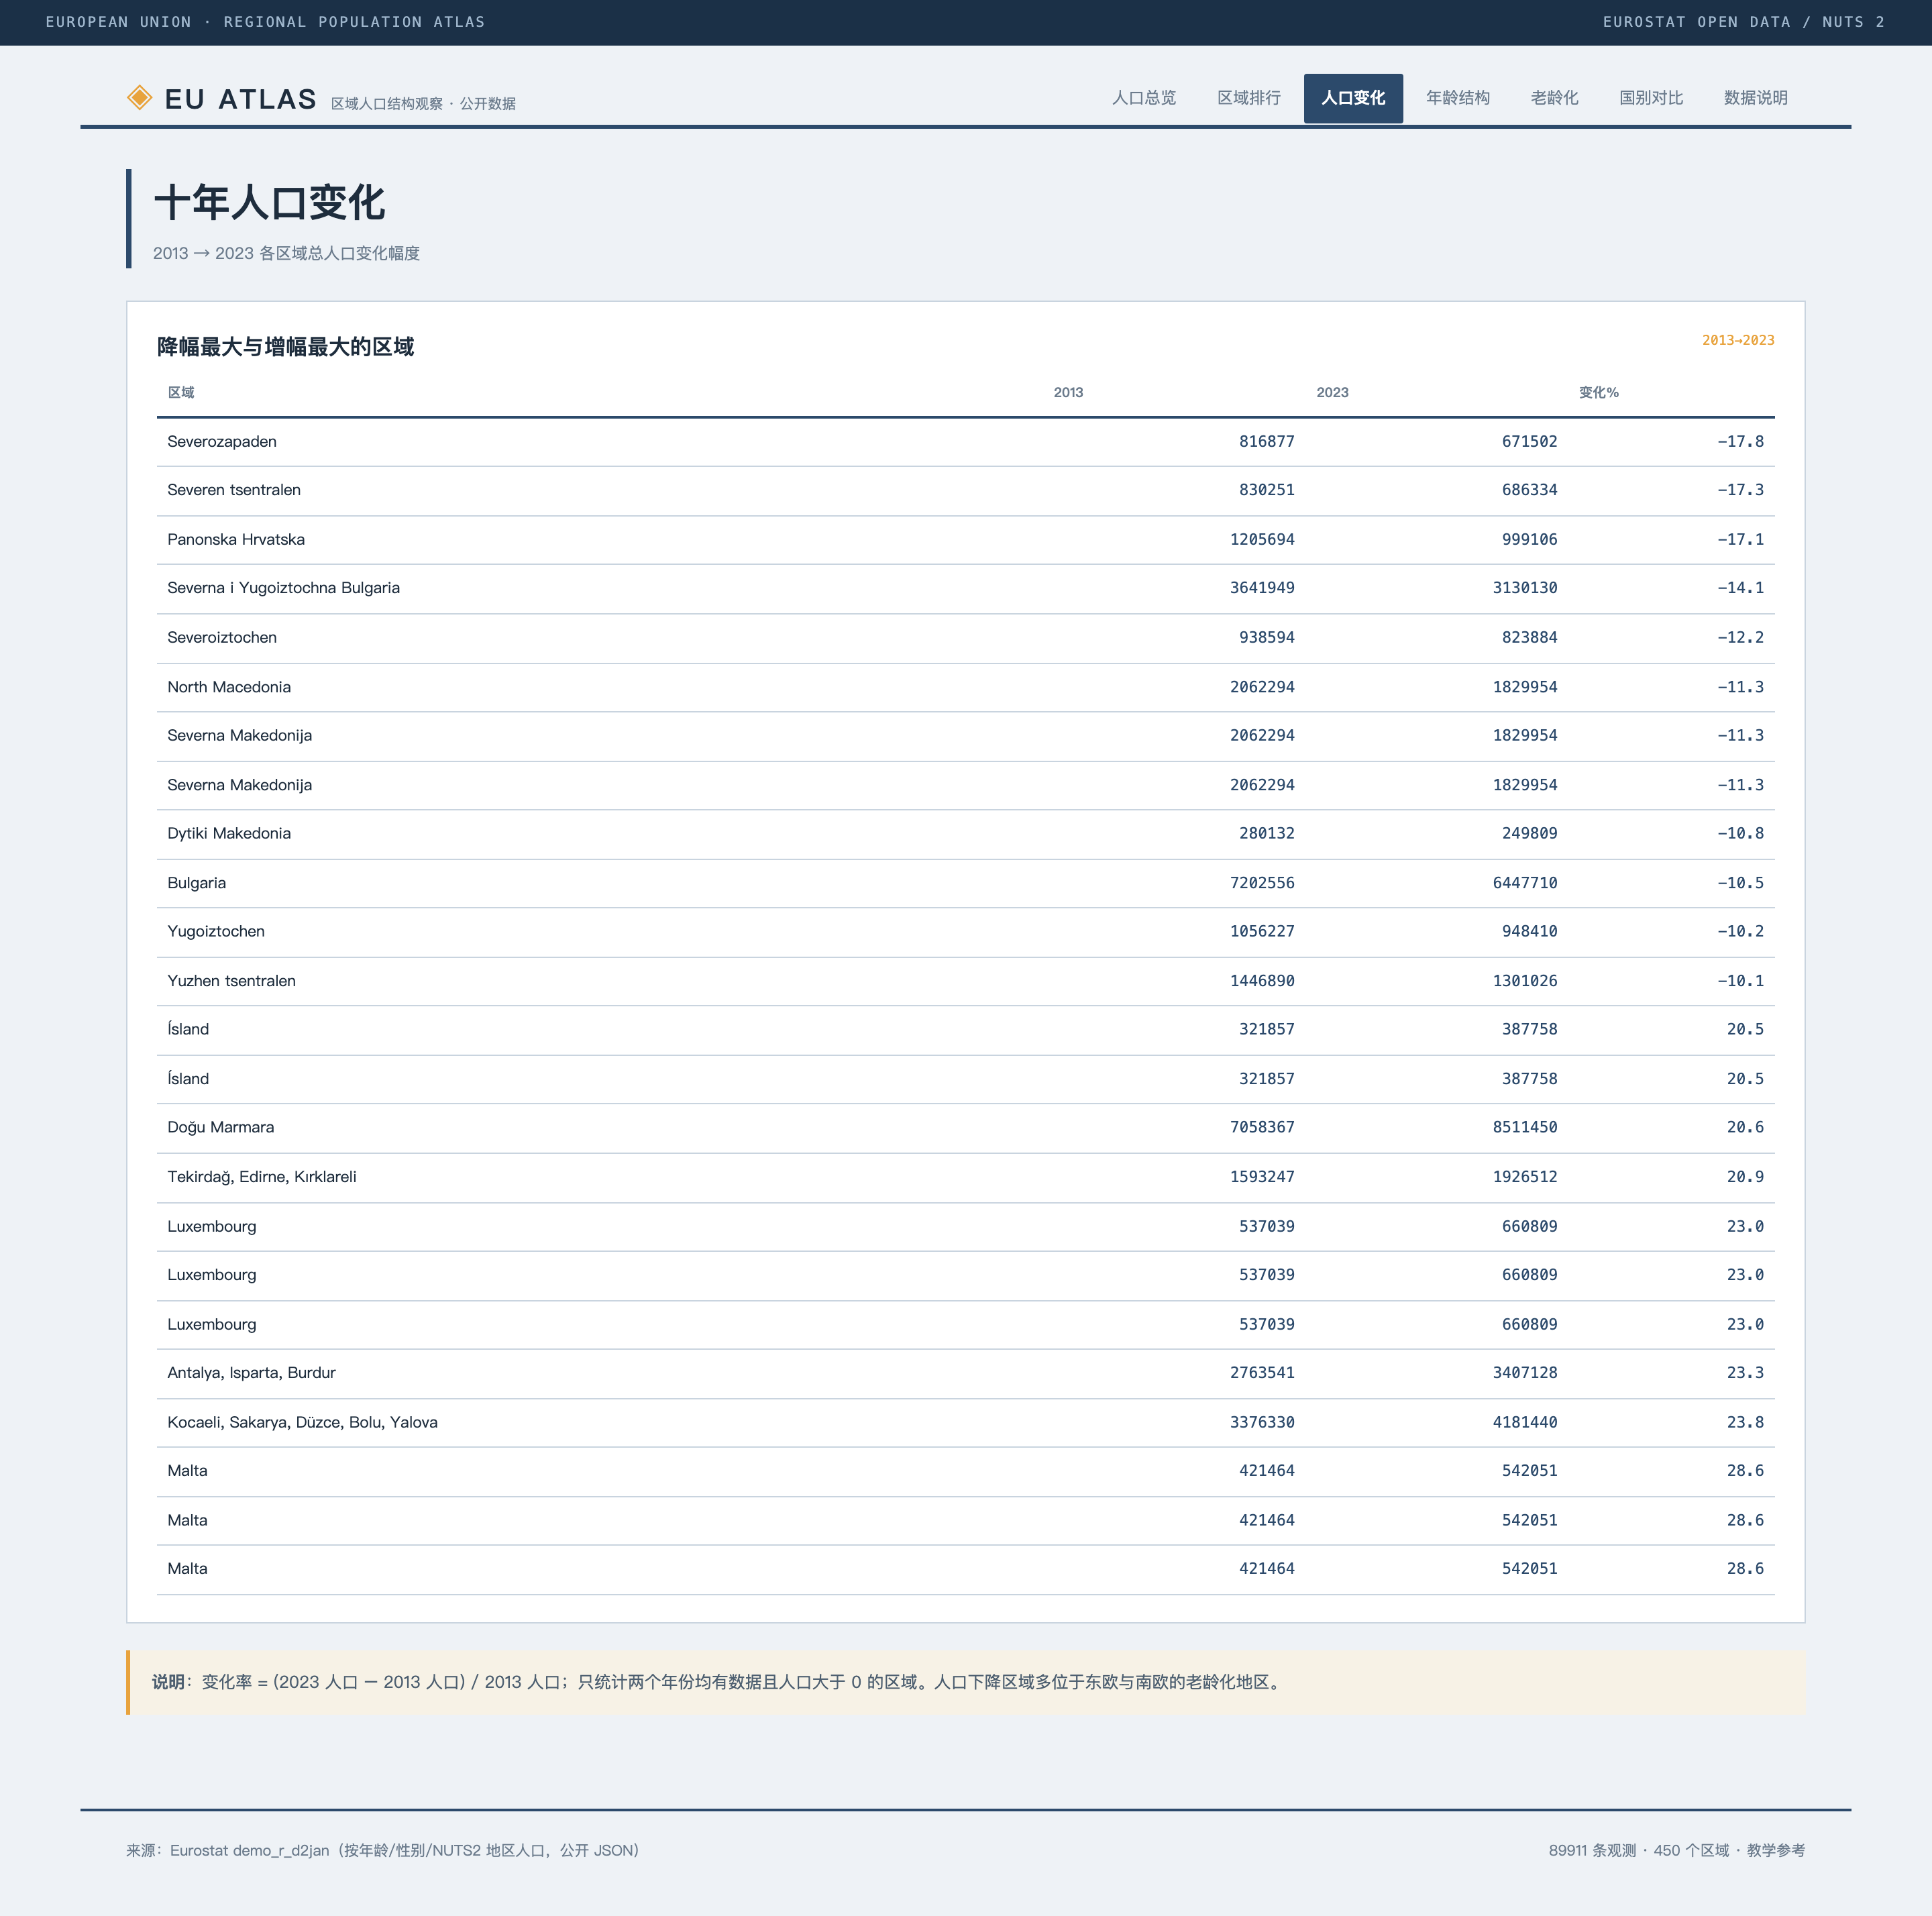 EUROPEAN UNION · REGIONAL POPULATION ATLAS
EUROSTAT OPEN DATA / NUTS 2
EU ATLAS 区域人口结构观察 · 公开数据
人口总览 区域排行 人口变化 年龄结构 老龄化 国别对比 数据说明
十年人口变化
2013 → 2023 各区域总人口变化幅度
降幅最大与增幅最大的区域
2013→2023
区域 2013 2023 变化%
Severozapaden 816877 671502 −17.8
Severen tsentralen 830251 686334 −17.3
Panonska Hrvatska 1205694 999106 −17.1
Severna i Yugoiztochna Bulgaria 3641949 3130130 −14.1
Severoiztochen 938594 823884 −12.2
North Macedonia 2062294 1829954 −11.3
Severna Makedonija 2062294 1829954 −11.3
Severna Makedonija 2062294 1829954 −11.3
Dytiki Makedonia 280132 249809 −10.8
Bulgaria 7202556 6447710 −10.5
Yugoiztochen 1056227 948410 −10.2
Yuzhen tsentralen 1446890 1301026 −10.1
Ísland 321857 387758 20.5
Ísland 321857 387758 20.5
Doğu Marmara 7058367 8511450 20.6
Tekirdağ, Edirne, Kırklareli 1593247 1926512 20.9
Luxembourg 537039 660809 23.0
Luxembourg 537039 660809 23.0
Luxembourg 537039 660809 23.0
Antalya, Isparta, Burdur 2763541 3407128 23.3
Kocaeli, Sakarya, Düzce, Bolu, Yalova 3376330 4181440 23.8
Malta 421464 542051 28.6
Malta 421464 542051 28.6
Malta 421464 542051 28.6
说明：变化率 = (2023 人口 − 2013 人口) / 2013 人口；只统计两个年份均有数据且人口大于 0 的区域。人口下降区域多位于东欧与南欧的老龄化地区。
来源：Eurostat demo_r_d2jan（按年龄/性别/NUTS2 地区人口，公开 JSON）
89911 条观测 · 450 个区域 · 教学参考